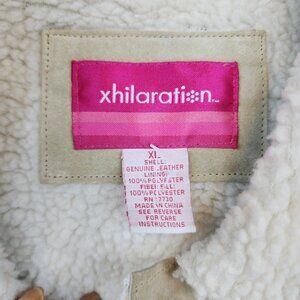 xhilaration
XL
SHELL:
GENUINE LEATHER
LINING:
100% POLYESTER
FIBER FILL:
100% POLYESTER
RN 17730
MADE IN CHINA
SEE REVERSE
FOR CARE
INSTRUCTIONS